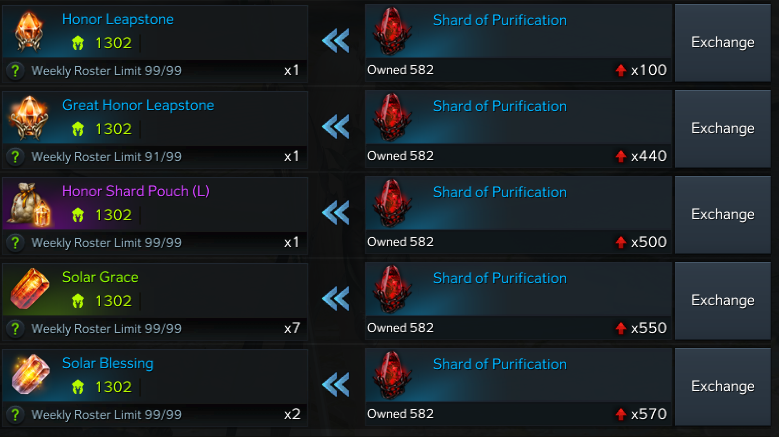 Honor Leapstone
1302
? Weekly Roster Limit 99/99 x1
Shard of Purification
Owned 582 x100
Exchange
Great Honor Leapstone
1302
? Weekly Roster Limit 91/99 x1
Shard of Purification
Owned 582 x440
Exchange
Honor Shard Pouch (L)
1302
? Weekly Roster Limit 99/99 x1
Shard of Purification
Owned 582 x500
Exchange
Solar Grace
1302
? Weekly Roster Limit 99/99 x7
Shard of Purification
Owned 582 x550
Exchange
Solar Blessing
1302
? Weekly Roster Limit 99/99 x2
Shard of Purification
Owned 582 x570
Exchange